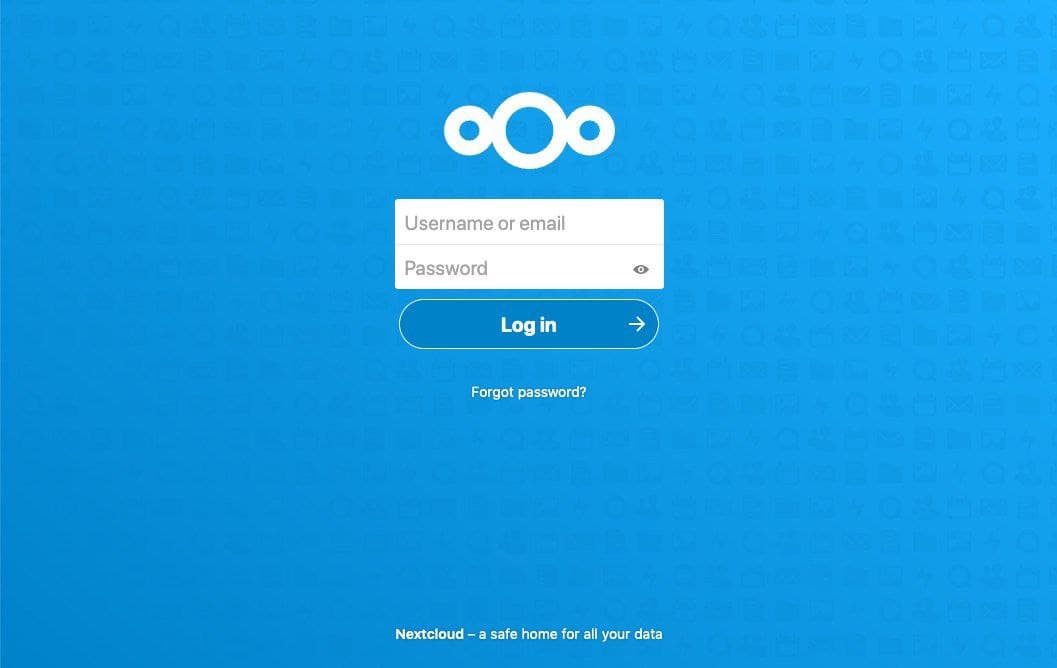 Username or email
Password
Log in
Forgot password?
Nextcloud – a safe home for all your data